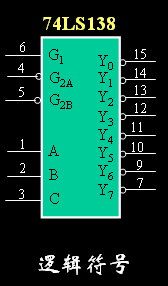 74LS138
6 G1 Y0 15
4 G2A Y1 14
5 G2B Y2 13
Y3 12
Y4 11
1 A Y5 10
2 B Y6 9
3 C Y7 7
逻辑符号